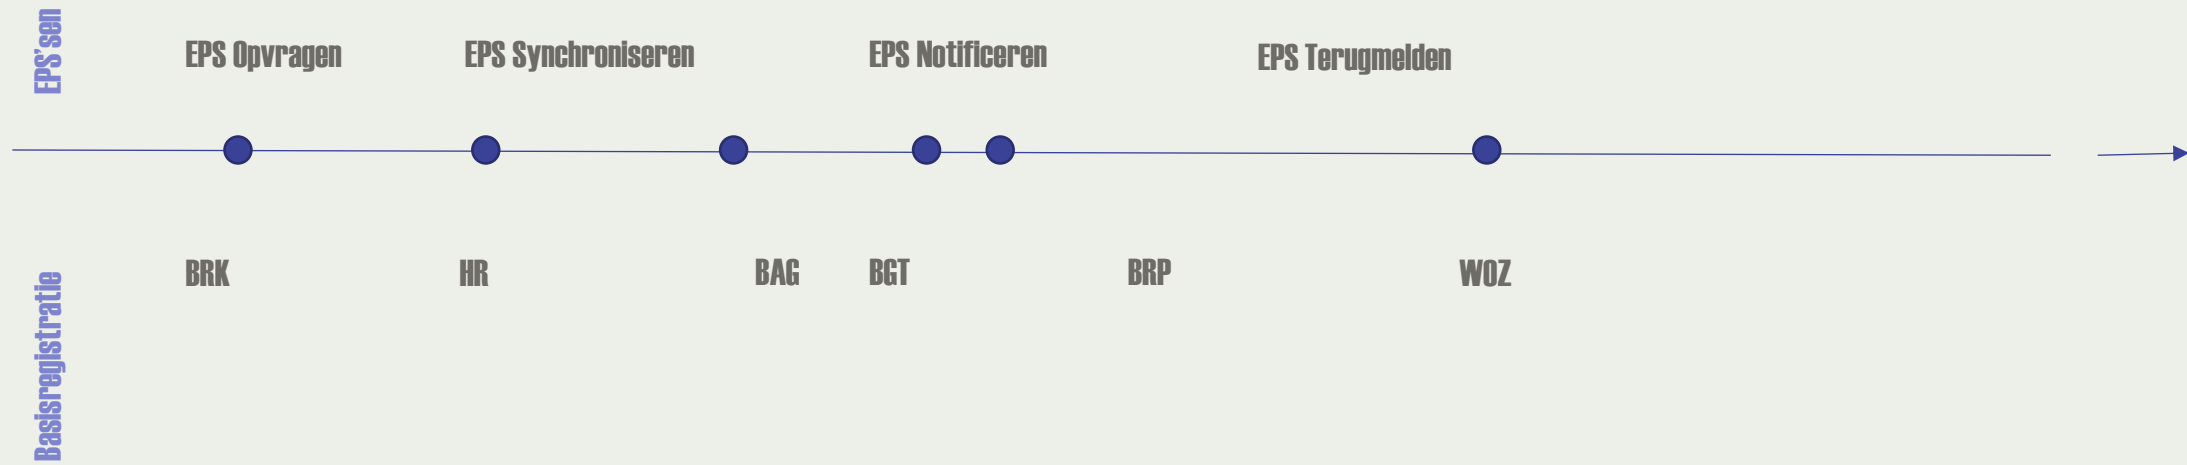 EPS'sen
EPS Opvragen
EPS Synchroniseren
EPS Notificeren
EPS Terugmelden
Basisregistratie
BRK
HR
BAG
BGT
BRP
WOZ